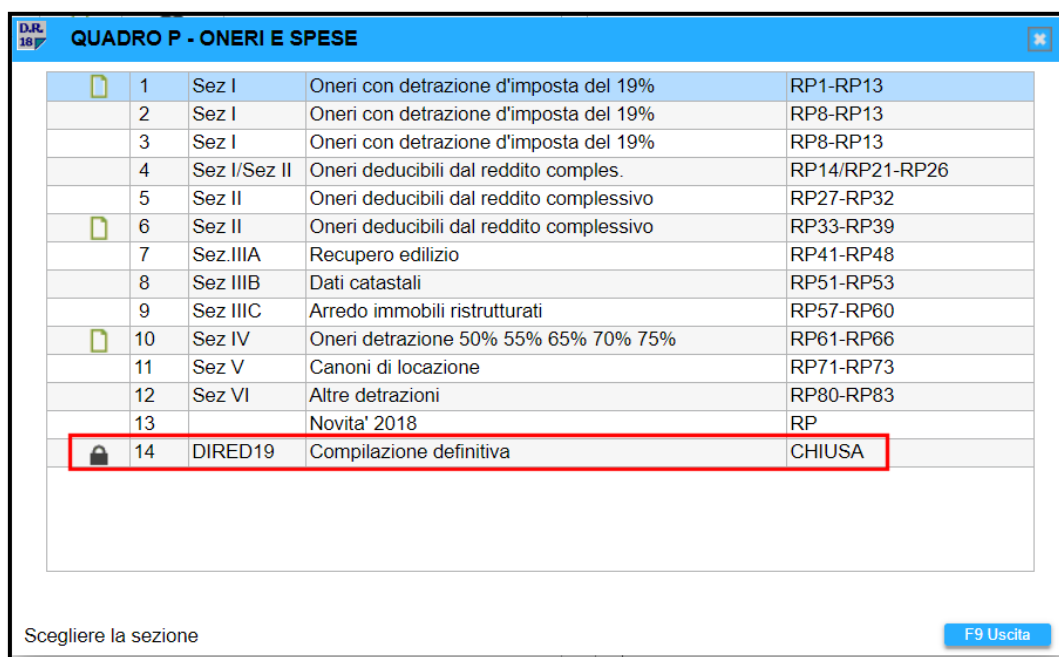 D.R. 18 QUADRO P - ONERI E SPESE
1 Sez I Oneri con detrazione d'imposta del 19% RP1-RP13
2 Sez I Oneri con detrazione d'imposta del 19% RP8-RP13
3 Sez I Oneri con detrazione d'imposta del 19% RP8-RP13
4 Sez I/Sez II Oneri deducibili dal reddito comples. RP14/RP21-RP26
5 Sez II Oneri deducibili dal reddito complessivo RP27-RP32
6 Sez II Oneri deducibili dal reddito complessivo RP33-RP39
7 Sez.IIIA Recupero edilizio RP41-RP48
8 Sez IIIB Dati catastali RP51-RP53
9 Sez IIIC Arredo immobili ristrutturati RP57-RP60
10 Sez IV Oneri detrazione 50% 55% 65% 70% 75% RP61-RP66
11 Sez V Canoni di locazione RP71-RP73
12 Sez VI Altre detrazioni RP80-RP83
13 Novita' 2018 RP
14 DIRED19 Compilazione definitiva CHIUSA
Scegliere la sezione F9 Uscita